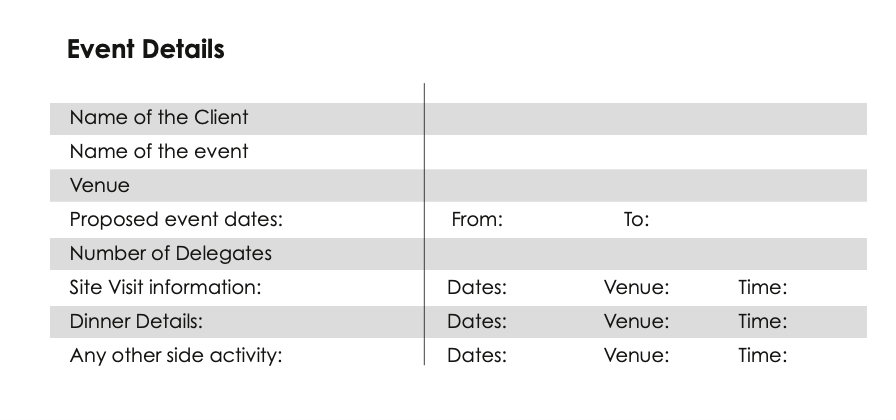 Event Details
Name of the Client
Name of the event
Venue
Proposed event dates: From: To:
Number of Delegates
Site Visit information: Dates: Venue: Time:
Dinner Details: Dates: Venue: Time:
Any other side activity: Dates: Venue: Time: